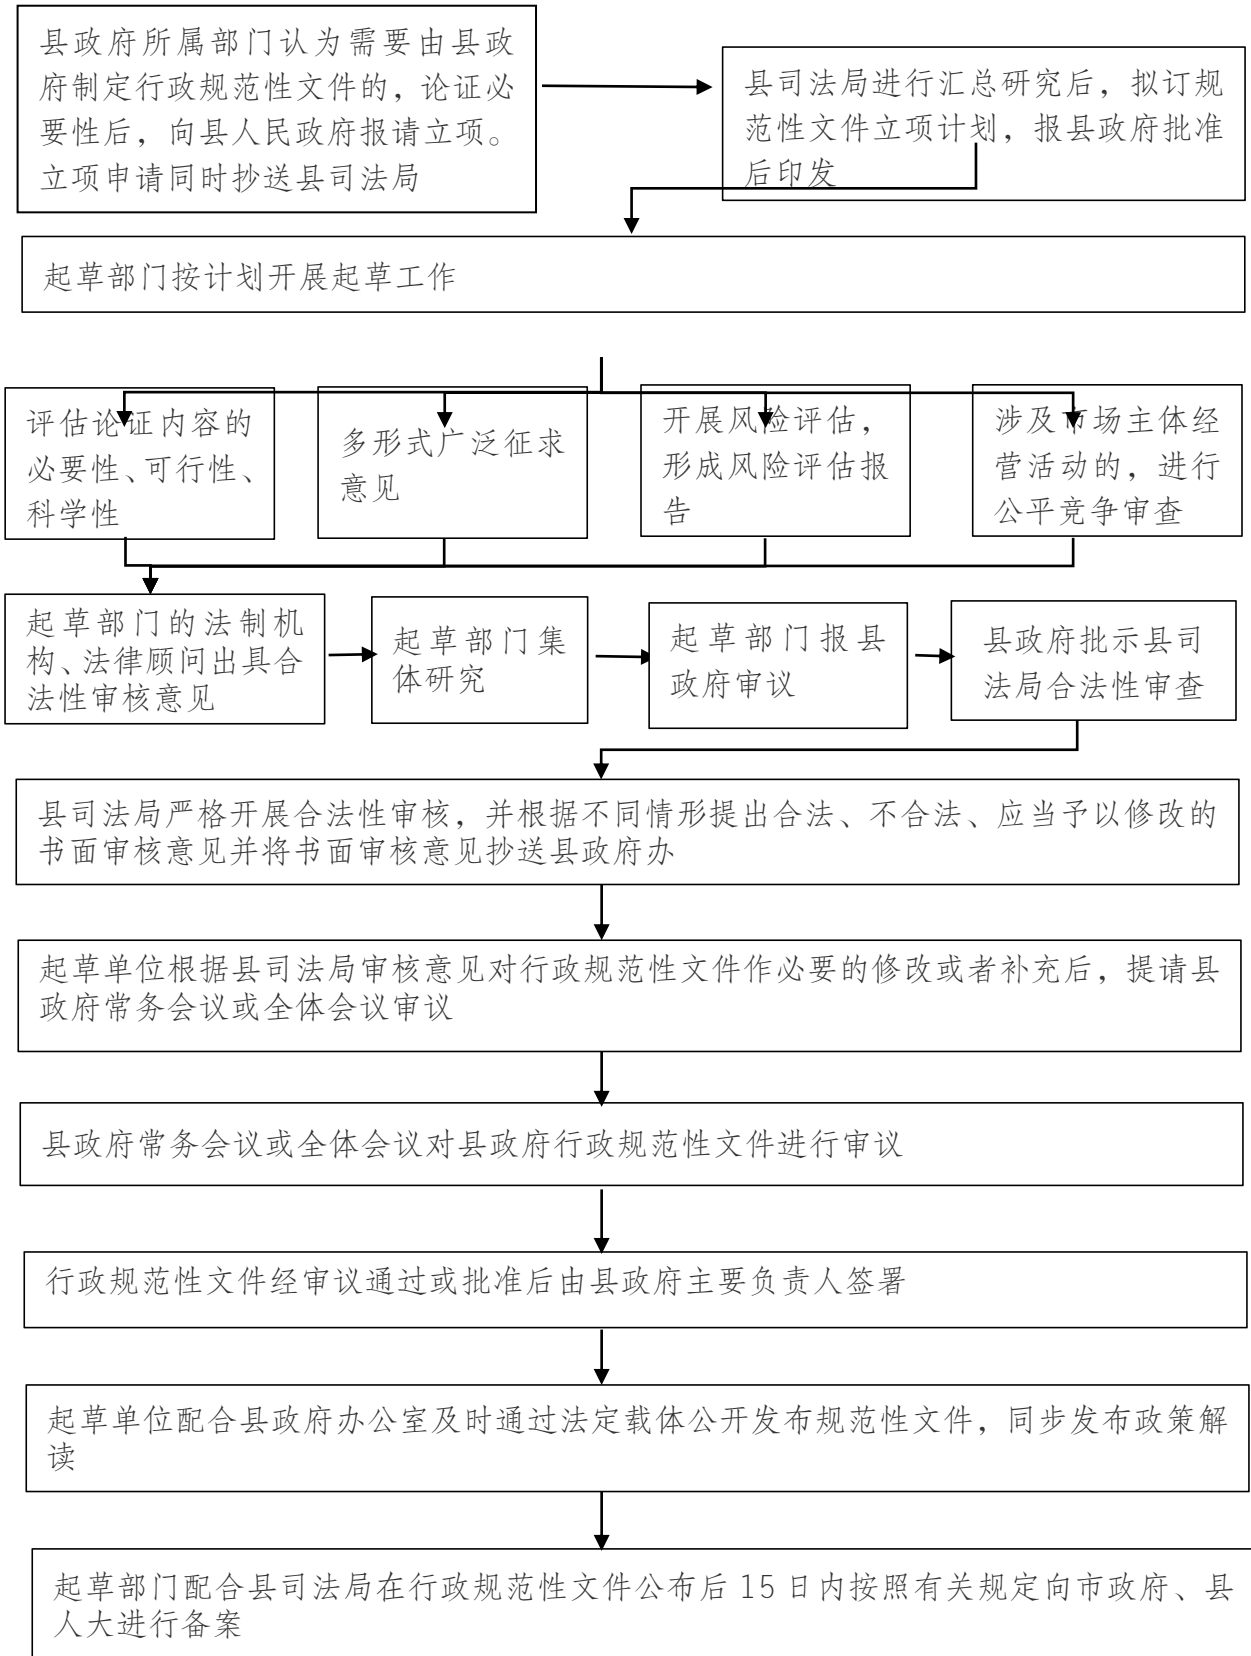 县政府所属部门认为需要由县政
府制定行政规范性文件的，论证必
要性后，向县人民政府报请立项。
立项申请同时抄送县司法局
县司法局进行汇总研究后，拟订规
范性文件立项计划，报县政府批准
后印发
起草部门按计划开展起草工作
评估论证内容的
必要性、可行性、
科学性
多形式广泛征求
意见
开展风险评估，
形成风险评估报
告
涉及市场主体经
营活动的，进行
公平竞争审查
起草部门的法制机
构、法律顾问出具合
法性审核意见
起草部门集
体研究
起草部门报县
政府审议
县政府批示县司
法局合法性审查
县司法局严格开展合法性审核，并根据不同情形提出合法、不合法、应当予以修改的
书面审核意见并将书面审核意见抄送县政府办
起草单位根据县司法局审核意见对行政规范性文件作必要的修改或者补充后，提请县
政府常务会议或全体会议审议
县政府常务会议或全体会议对县政府行政规范性文件进行审议
行政规范性文件经审议通过或批准后由县政府主要负责人签署
起草单位配合县政府办公室及时通过法定载体公开发布规范性文件，同步发布政策解
读
起草部门配合县司法局在行政规范性文件公布后 15 日内按照有关规定向市政府、县
人大进行备案